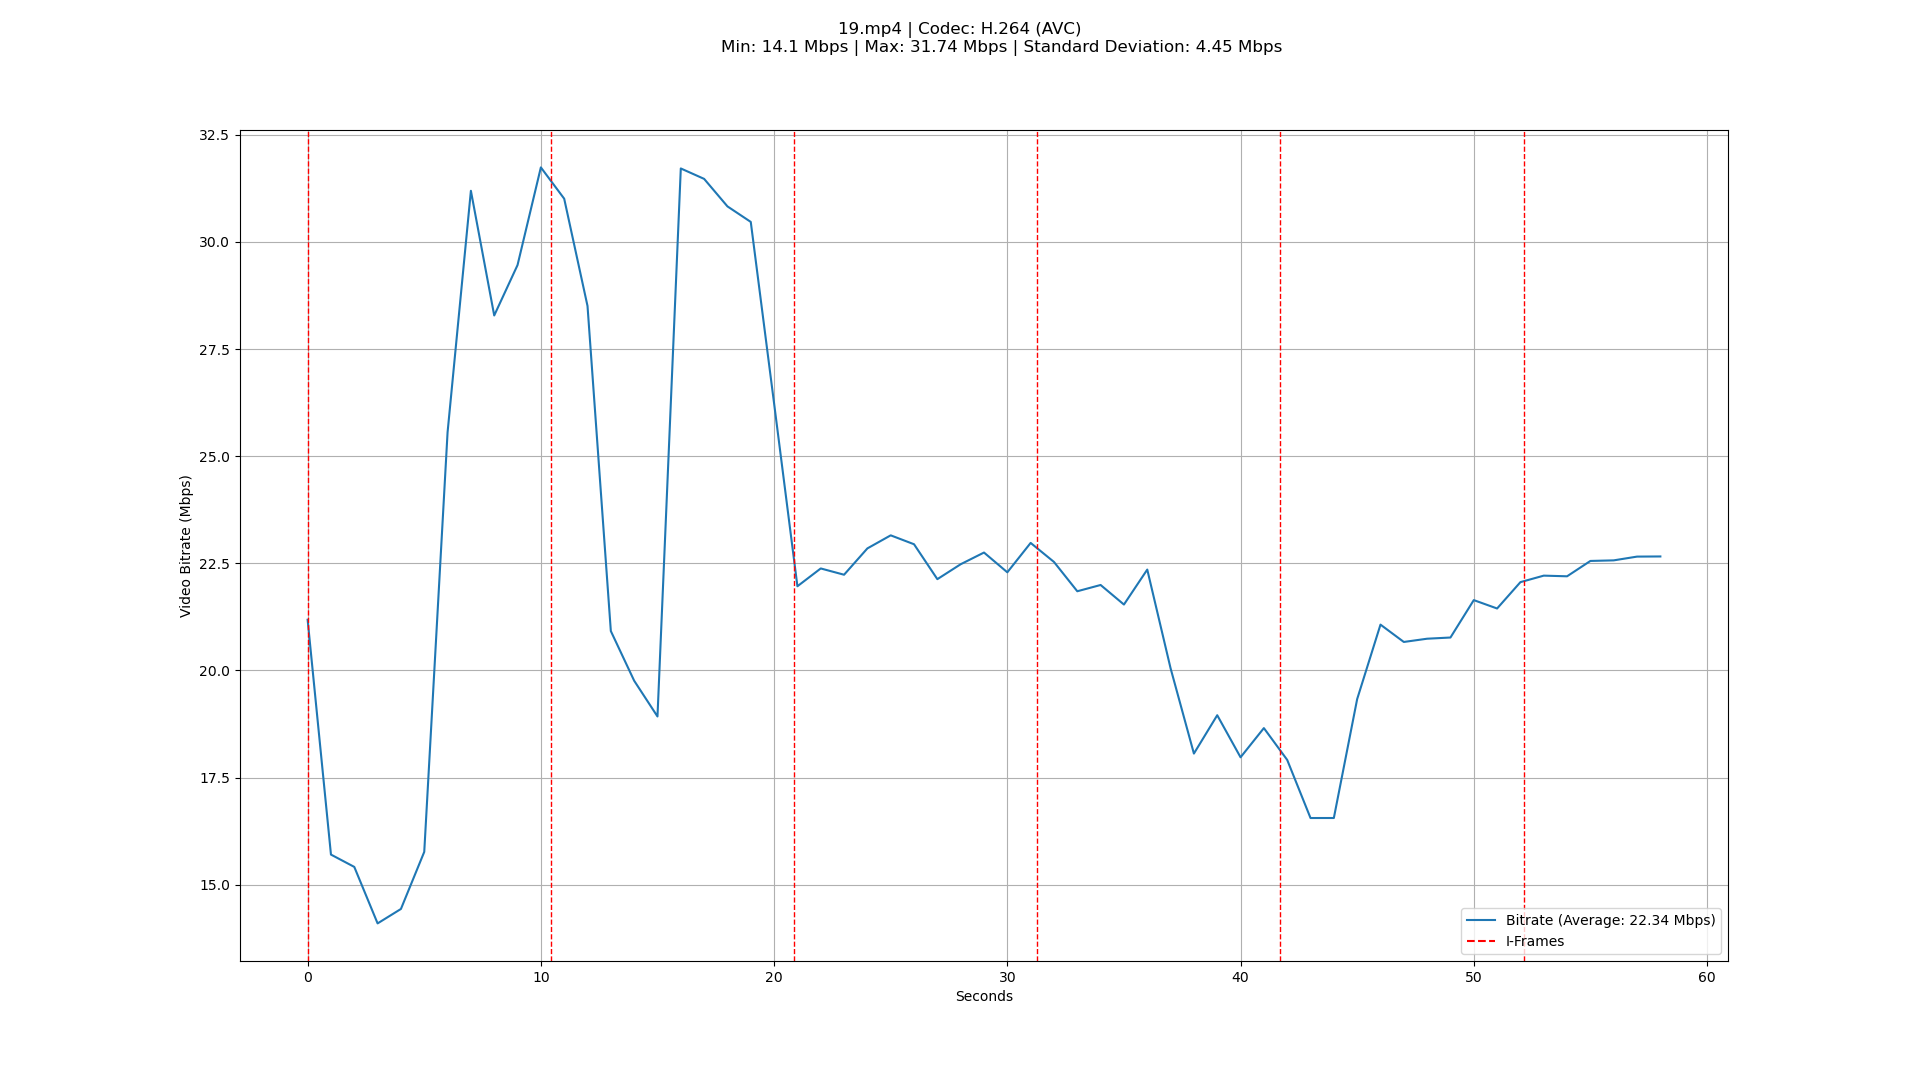 19.mp4 | Codec: H.264 (AVC)
Min: 14.1 Mbps | Max: 31.74 Mbps | Standard Deviation: 4.45 Mbps
32.5
30.0
27.5
25.0
22.5
20.0
17.5
15.0
Video Bitrate (Mbps)
Bitrate (Average: 22.34 Mbps)
I-Frames
0 10 20 30 40 50 60
Seconds